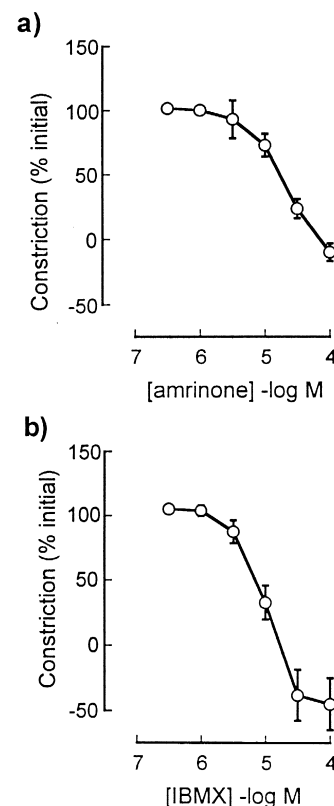 a)
150
100
50
0
-50
Constriction (% initial)
7 6 5 4
[amrinone] -log M
b)
150
100
50
0
-50
Constriction (% initial)
7 6 5 4
[IBMX] -log M